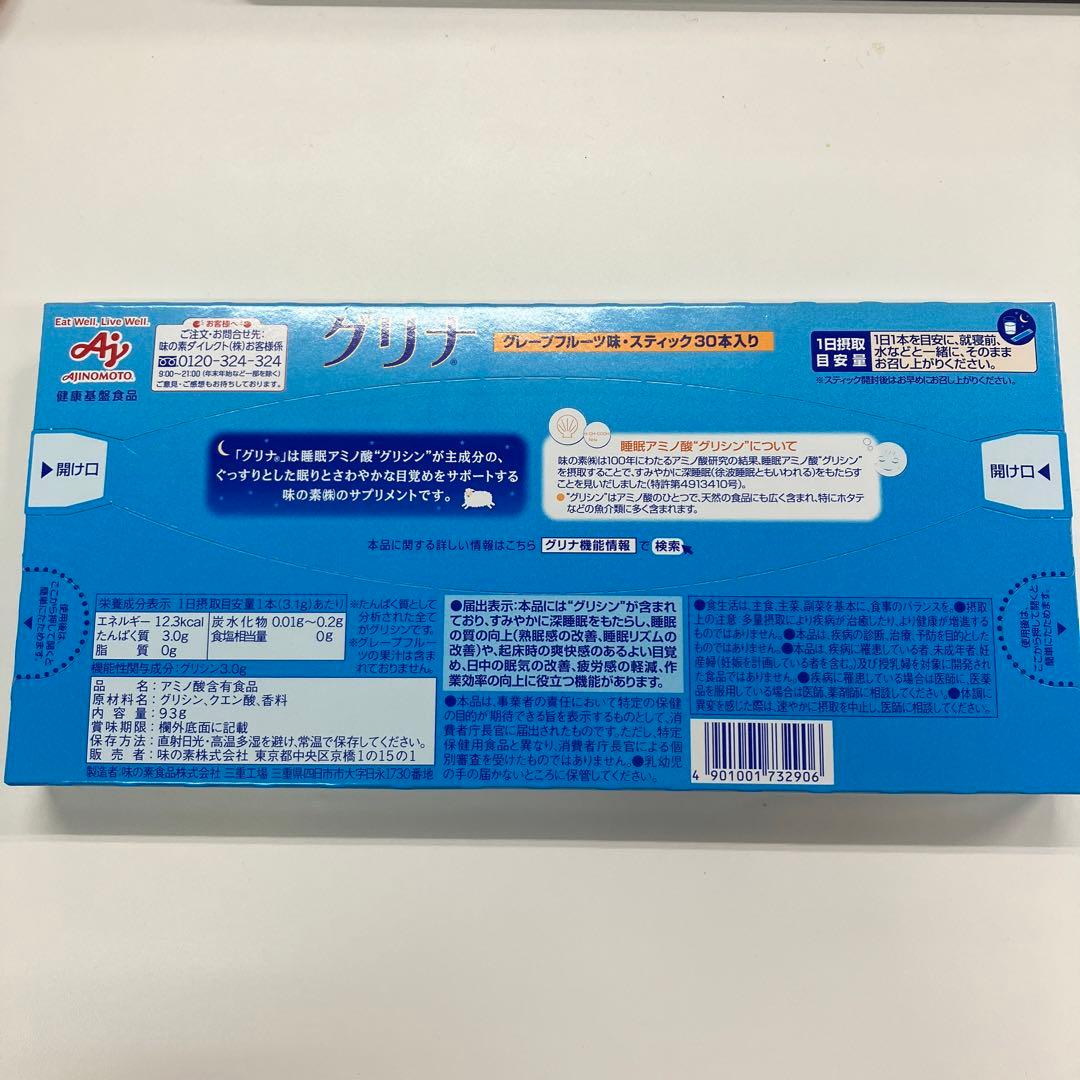 Eat Well, Live Well.
AJINOMOTO®
健康基盤食品
お客様へ
ご注文・お問合せ先:
味の素ダイレクト(株)お客様係
0120-324-324
9:00~21:00 (年末年始など一部を除く)
ご意見・ご感想もお待ちしております。
グリナ®
グレープフルーツ味・スティック30本入り
1日摂取
目安量
1日1本を目安に、就寝前、
水などと一緒に、そのまま
お召し上がりください。
※スティック開封後はお早めにお召し上がりください。
開け口
開け口
「グリナ®」は睡眠アミノ酸“グリシン”が主成分の、
ぐっすりとした眠りとさわやかな目覚めをサポートする
味の素㈱のサプリメントです。
睡眠アミノ酸“グリシン”について
味の素㈱は100年にわたるアミノ酸研究の結果、睡眠アミノ酸“グリシン”
を摂取することで、すみやかに深睡眠(徐波睡眠ともいわれる)をもたらす
ことを見いだしました(特許第4913410号)。
●“グリシン”はアミノ酸のひとつで、天然の食品にも広く含まれ、特にホタテ
などの魚介類に多く含まれます。
本品に関する詳しい情報はこちら グリナ機能情報 で 検索
使用後は、
ここから押して開くと
簡単にたためます。
使用後は、
ここから押して開くと
簡単にたためます。
栄養成分表示 1日摂取目安量1本(3.1g)あたり
エネルギー 12.3kcal 炭水化物 0.01g~0.2g
たんぱく質 3.0g 食塩相当量 0g
脂質 0g
機能性関与成分:グリシン3.0g
※たんぱく質として
分析された全て
がグリシンです。
※グレープフルー
ツの果汁は含ま
れておりません。
品名:アミノ酸含有食品
原材料名:グリシン、クエン酸、香料
内容量:93g
賞味期限:欄外底面に記載
保存方法:直射日光・高温多湿を避け、常温で保存してください。
販売者:味の素株式会社 東京都中央区京橋1の15の1
製造者:味の素食品株式会社 三重工場 三重県四日市市大字日永1730番地
●届出表示:本品には“グリシン”が含まれ
ており、すみやかに深睡眠をもたらし、睡眠
の質の向上(熟眠感の改善、睡眠リズムの
改善)や、起床時の爽快感のあるよい目覚
め、日中の眠気の改善、疲労感の軽減、作
業効率の向上に役立つ機能があります。
●本品は、事業者の責任において特定の保健
の目的が期待できる旨を表示するものとして、消
費者庁長官に届出されたものです。ただし、特定
保健用食品と異なり、消費者庁長官による個
別審査を受けたものではありません。●乳幼児
の手の届かないところに保管してください。
●食生活は、主食、主菜、副菜を基本に、食事のバランスを。●摂取
上の注意 多量摂取により疾病が治癒したり、より健康が増進する
ものではありません。●本品は、疾病の診断、治療、予防を目的とした
ものではありません。●本品は、疾病に罹患している者、未成年者、妊
産婦(妊娠を計画している者を含む。)及び授乳婦を対象に開発され
た食品ではありません。●疾病に罹患している場合は医師に、医薬
品を服用している場合は医師、薬剤師に相談してください。●体調に
異変を感じた際は、速やかに摂取を中止し、医師に相談してください。
4 901001 732906